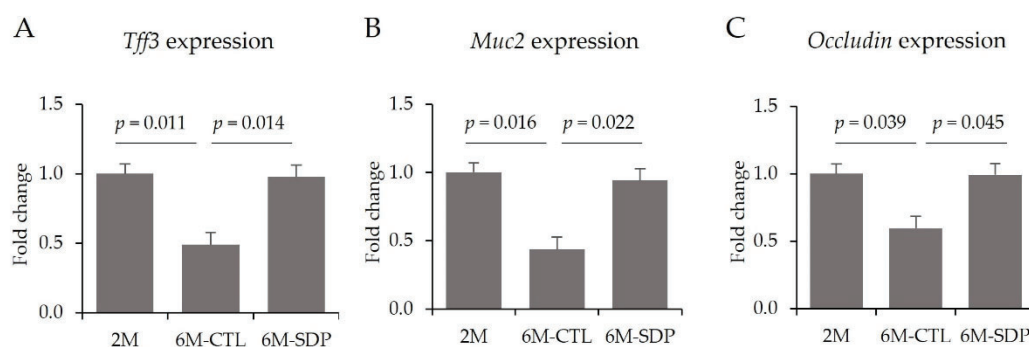 A
Tff3 expression
Fold change
1.5
1.0
0.5
0.0
p = 0.011
p = 0.014
2M
6M-CTL
6M-SDP
B
Muc2 expression
Fold change
1.5
1.0
0.5
0.0
p = 0.016
p = 0.022
2M
6M-CTL
6M-SDP
C
Occludin expression
Fold change
1.5
1.0
0.5
0.0
p = 0.039
p = 0.045
2M
6M-CTL
6M-SDP